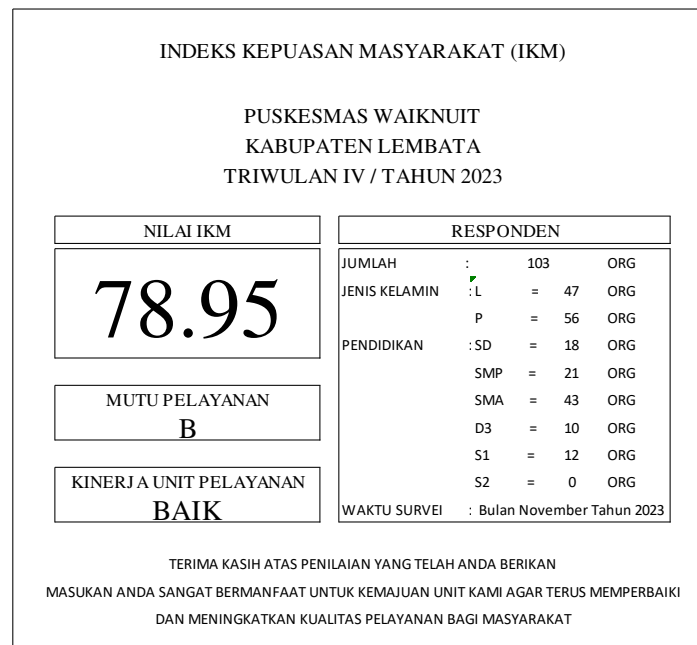 INDEKS KEPUASAN MASYARAKAT (IKM)
PUSKESMAS WAIKNUIT
KABUPATEN LEMBATA
TRIWULAN IV / TAHUN 2023
NILAI IKM
78.95
MUTU PELAYANAN
B
KINERJA UNIT PELAYANAN
BAIK
RESPONDEN
JUMLAH : 103 ORG
JENIS KELAMIN : L = 47 ORG
P = 56 ORG
PENDIDIKAN : SD = 18 ORG
SMP = 21 ORG
SMA = 43 ORG
D3 = 10 ORG
S1 = 12 ORG
S2 = 0 ORG
WAKTU SURVEI : Bulan November Tahun 2023
TERIMA KASIH ATAS PENILAIAN YANG TELAH ANDA BERIKAN
MASUKAN ANDA SANGAT BERMANFAAT UNTUK KEMAJUAN UNIT KAMI AGAR TERUS MEMPERBAIKI
DAN MENINGKATKAN KUALITAS PELAYANAN BAGI MASYARAKAT